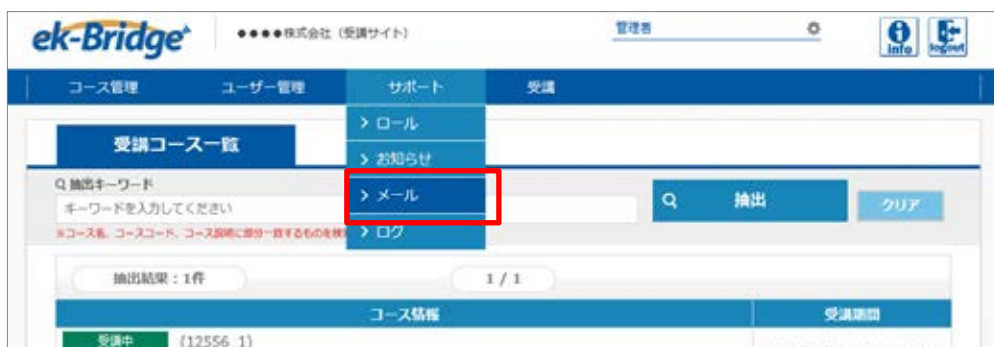 ek-Bridge
●●●●株式会社（受講サイト）
管理者
info
logout
コース管理 ユーザー管理 サポート 受講
> ロール
> お知らせ
> メール
> ログ
受講コース一覧
抽出キーワード
キーワードを入力してください
※コース名、コースコード、コース説明に部分一致するものを検
抽出
クリア
抽出結果：1件
1 / 1
コース情報 受講期間
受講中 (12556_1)